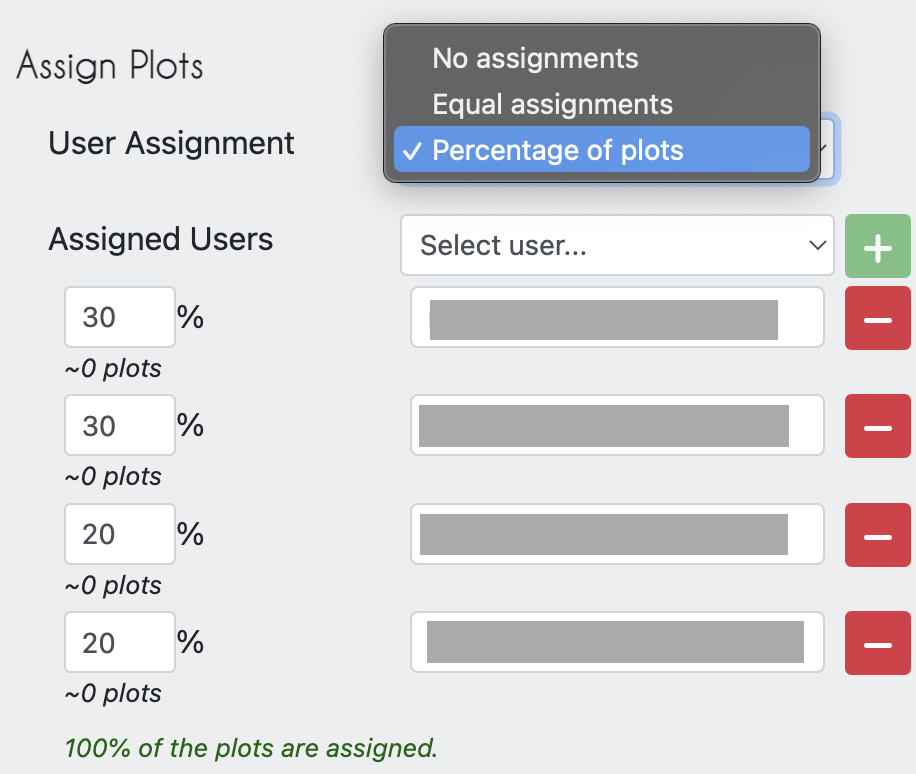 No assignments
Assign Plots
Equal assignments
User Assignment
✓ Percentage of plots
Assigned Users
Select user...
30 %
~0 plots
30 %
~0 plots
20 %
~0 plots
20 %
~0 plots
100% of the plots are assigned.